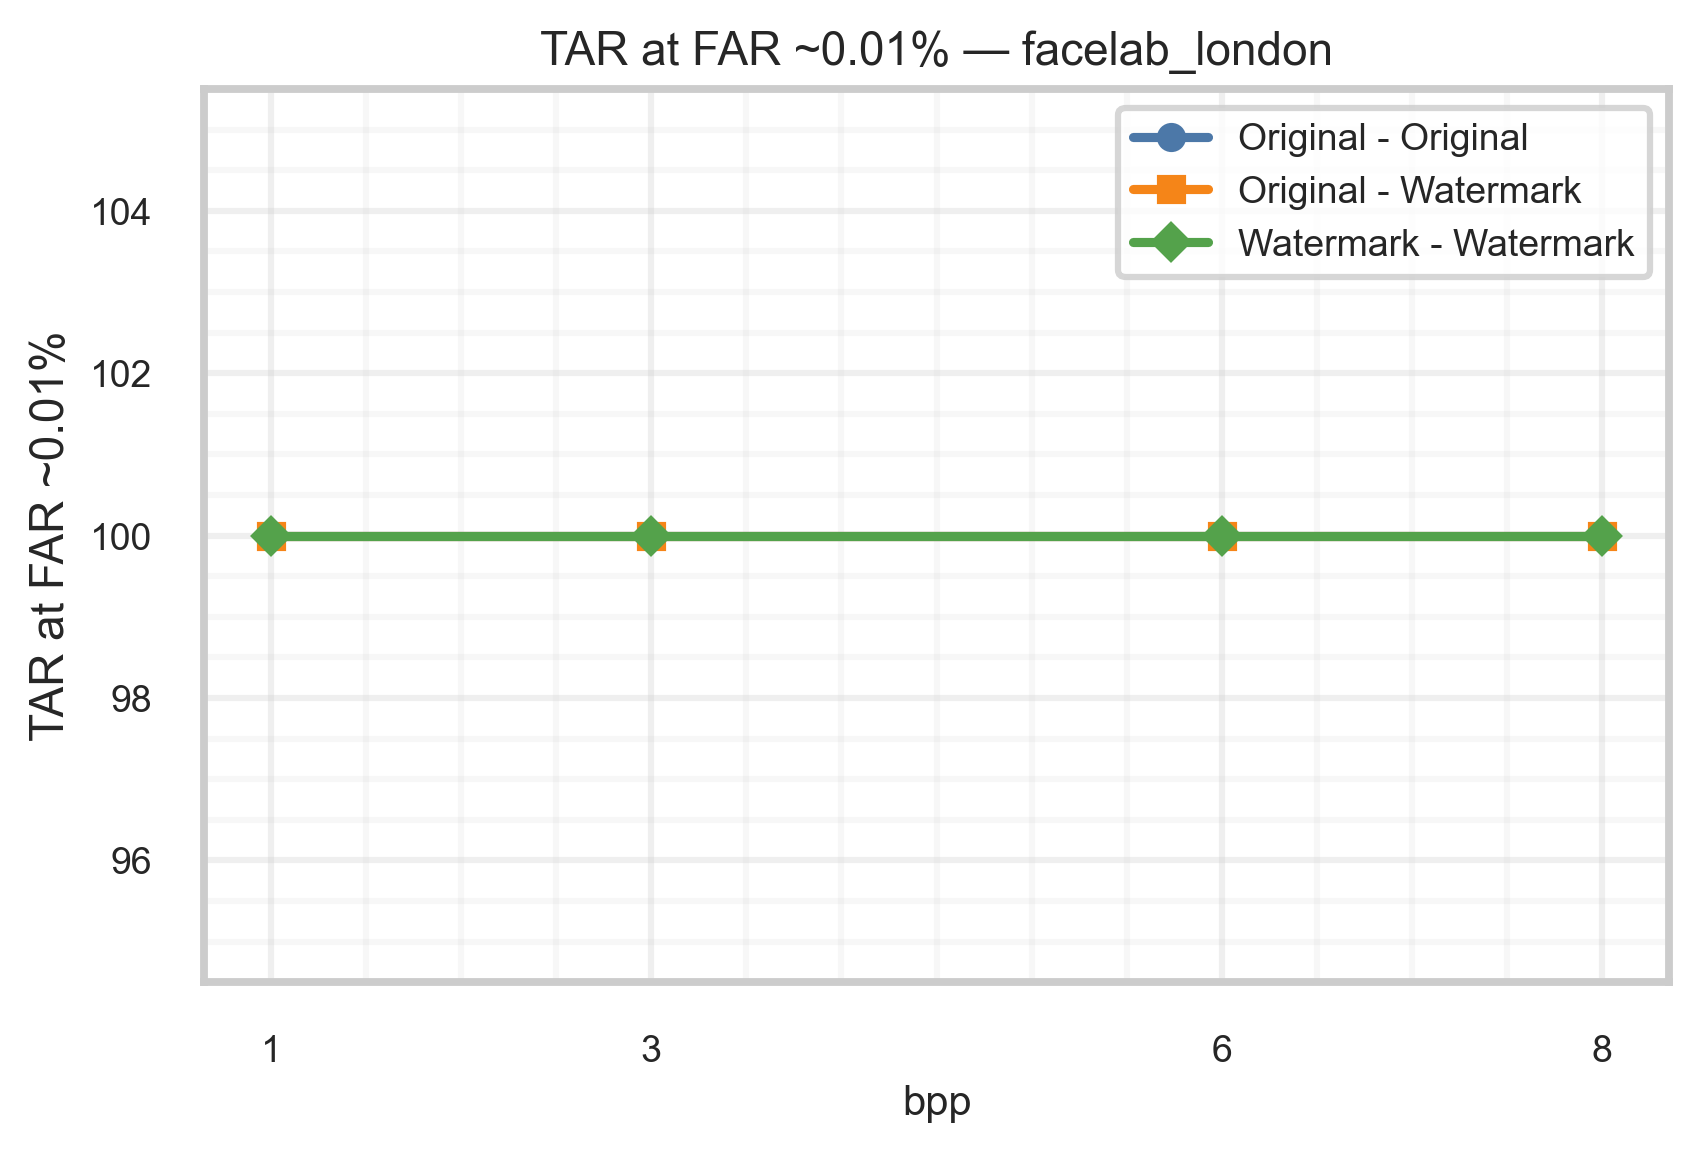 TAR at FAR ~0.01% — facelab_london
Original - Original
Original - Watermark
Watermark - Watermark
TAR at FAR ~0.01%
104
102
100
98
96
1 3 6 8
bpp